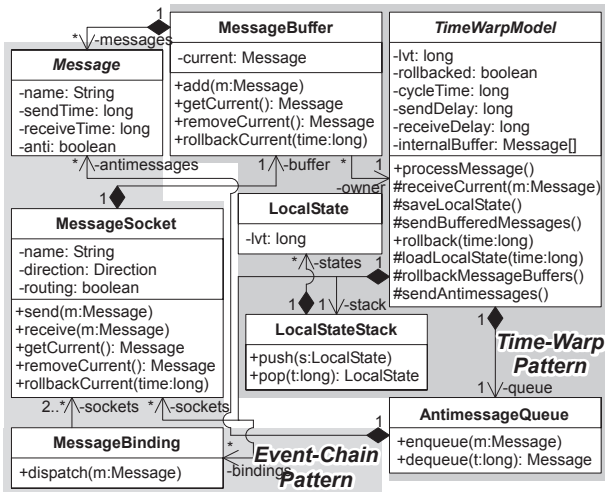 1
MessageBuffer
-current: Message
+add(m:Message)
+getCurrent(): Message
+removeCurrent(): Message
+rollbackCurrent(time:long)
TimeWarpModel
-lvt: long
-rollbacked: boolean
-cycleTime: long
-sendDelay: long
-receiveDelay: long
-internalBuffer: Message[]
+processMessage()
#receiveCurrent(m:Message)
#saveLocalState()
#sendBufferedMessages()
+rollback(time:long)
#loadLocalState(time:long)
#rollbackMessageBuffers()
#sendAntimessages()
* -messages
Message
-name: String
-sendTime: long
-receiveTime: long
-anti: boolean
* -antimessages
1 -buffer
* 1
-owner
1
MessageSocket
-name: String
-direction: Direction
-routing: boolean
+send(m:Message)
+receive(m:Message)
+getCurrent(): Message
+removeCurrent(): Message
+rollbackCurrent(time:long)
LocalState
-lvt: long
* -states
1
1
1 -stack
LocalStateStack
+push(s:LocalState)
+pop(t:long): LocalState
1
Time-Warp
Pattern
1 -queue
2..* -sockets
* -sockets
MessageBinding
+dispatch(m:Message)
*
-bindings
Event-Chain
Pattern
1
AntimessageQueue
+enqueue(m:Message)
+dequeue(t:long): Message